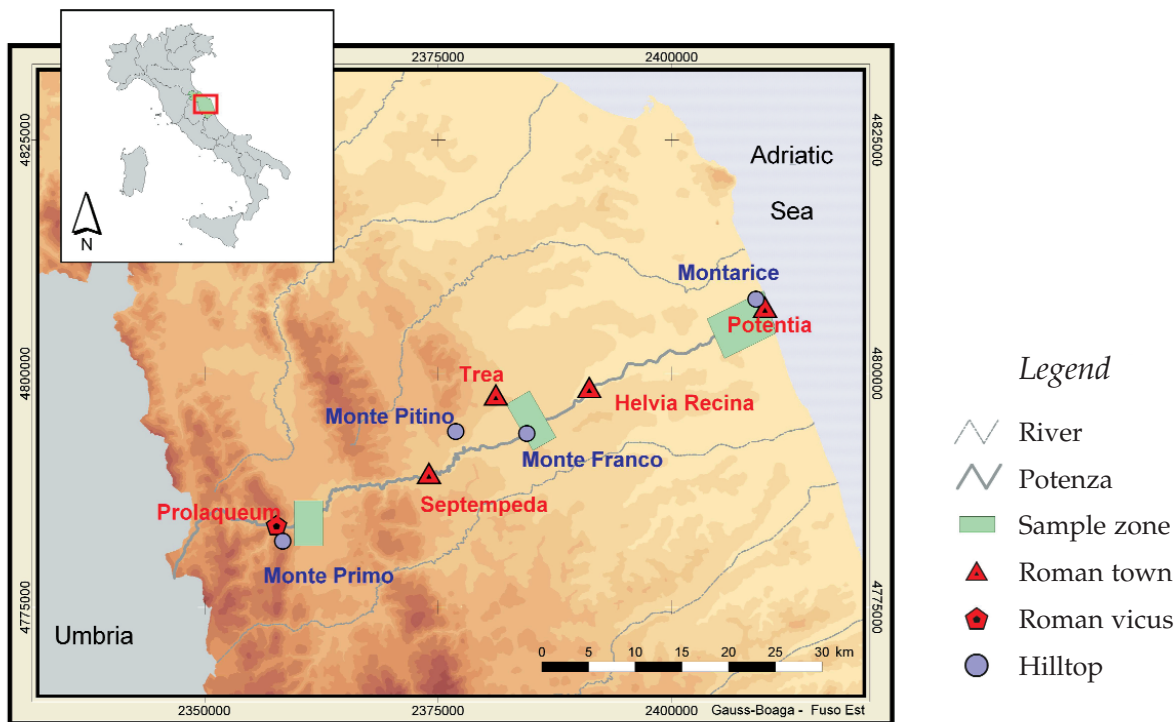 2375000
2400000
N
4825000
4825000
Adriatic
Sea
Montarice
Potentia
4800000
4800000
Trea
Helvia Recina
Monte Pitino
Monte Franco
Septempeda
Prolaqueum
Monte Primo
4775000
4775000
Umbria
0 5 10 15 20 25 30 km
2350000
2375000
2400000
Gauss-Boaga - Fuso Est
Legend
River
Potenza
Sample zone
Roman town
Roman vicus
Hilltop